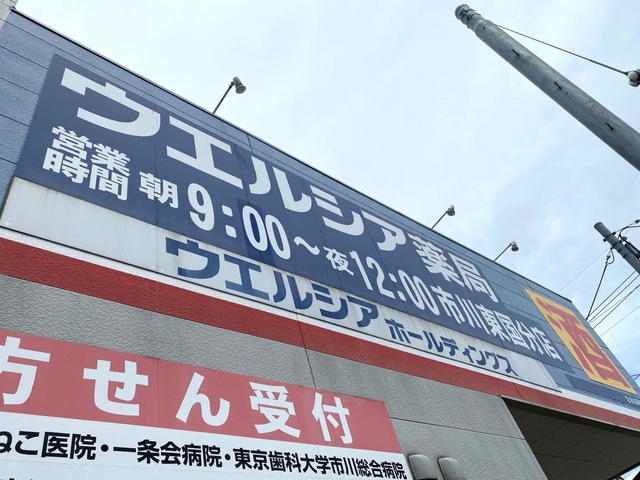 ウエルシア薬局
営業時間 朝9:00～夜12:00 市川東国分店
酒
ウエルシア ホールディングス
方せん受付
ねこ医院・一条会病院・東京歯科大学市川総合病院